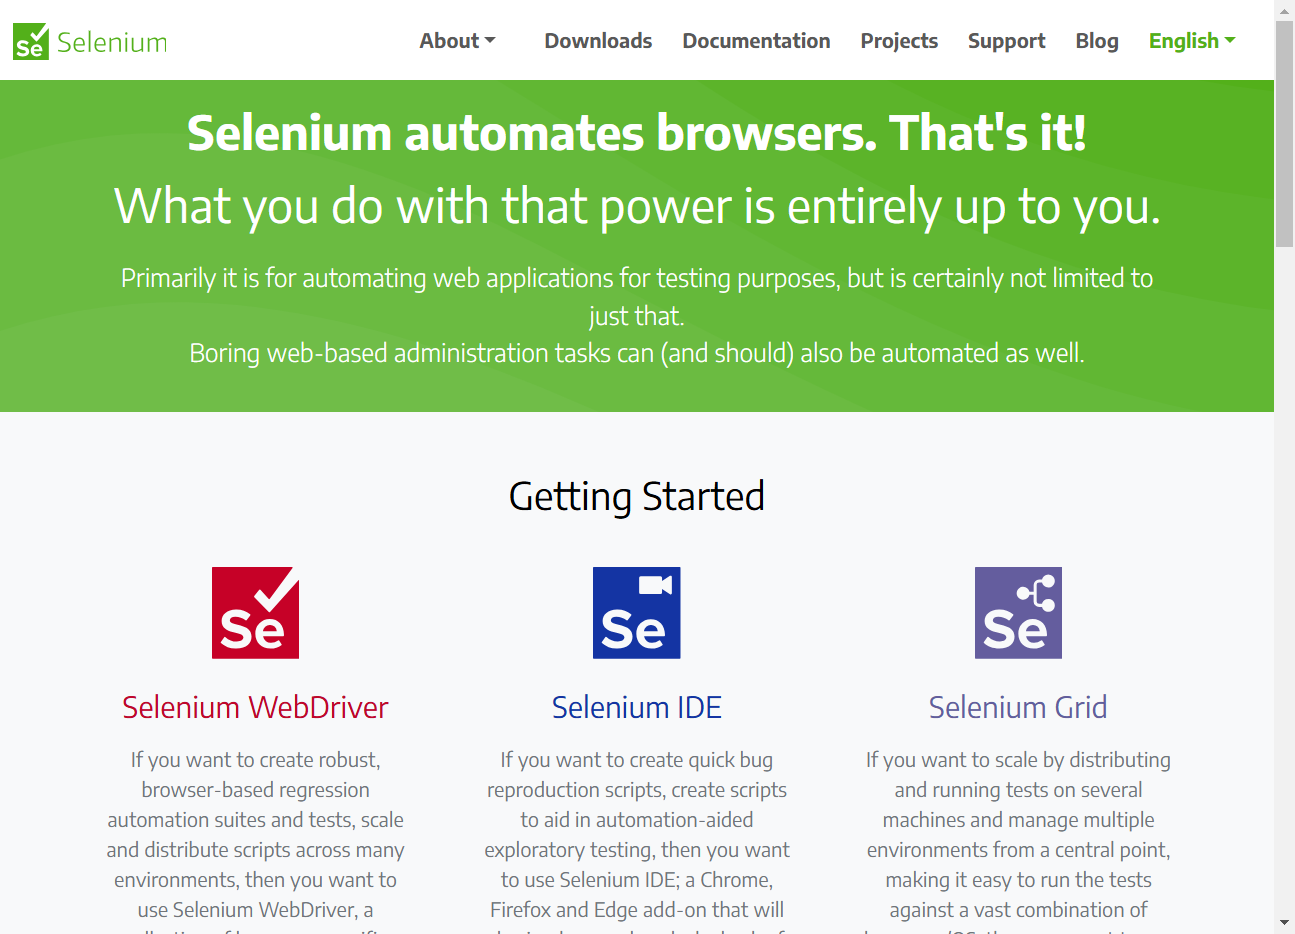 Se Selenium
About Downloads Documentation Projects Support Blog English
Selenium automates browsers. That's it!
What you do with that power is entirely up to you.
Primarily it is for automating web applications for testing purposes, but is certainly not limited to
just that.
Boring web-based administration tasks can (and should) also be automated as well.
Getting Started
Se
Selenium WebDriver
If you want to create robust,
browser-based regression
automation suites and tests, scale
and distribute scripts across many
environments, then you want to
use Selenium WebDriver, a
Se
Selenium IDE
If you want to create quick bug
reproduction scripts, create scripts
to aid in automation-aided
exploratory testing, then you want
to use Selenium IDE; a Chrome,
Firefox and Edge add-on that will
Se
Selenium Grid
If you want to scale by distributing
and running tests on several
machines and manage multiple
environments from a central point,
making it easy to run the tests
against a vast combination of